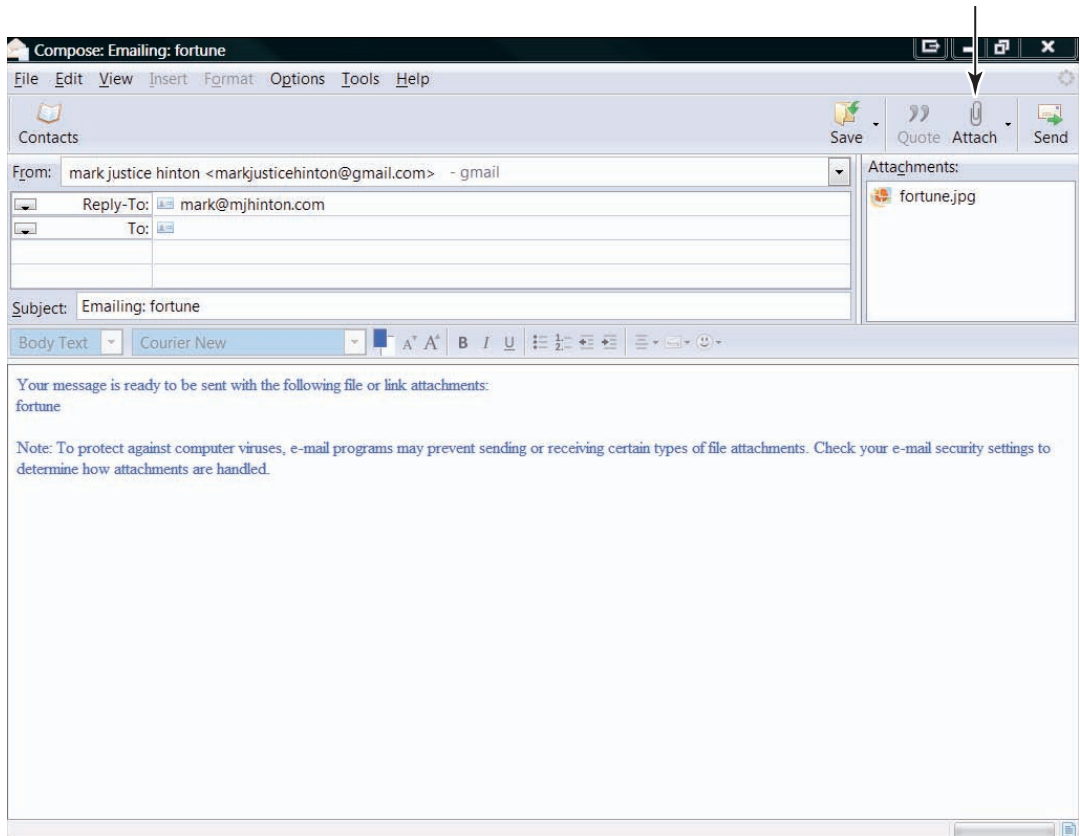 Compose: Emailing: fortune
File Edit View Insert Format Options Tools Help
Contacts Save Quote Attach Send
From: mark justice hinton <markjusticehinton@gmail.com> - gmail
Attachments:
fortune.jpg
Reply-To: mark@mjhinton.com
To:
Subject: Emailing: fortune
Body Text Courier New
Your message is ready to be sent with the following file or link attachments:
fortune
Note: To protect against computer viruses, e-mail programs may prevent sending or receiving certain types of file attachments. Check your e-mail security settings to
determine how attachments are handled.